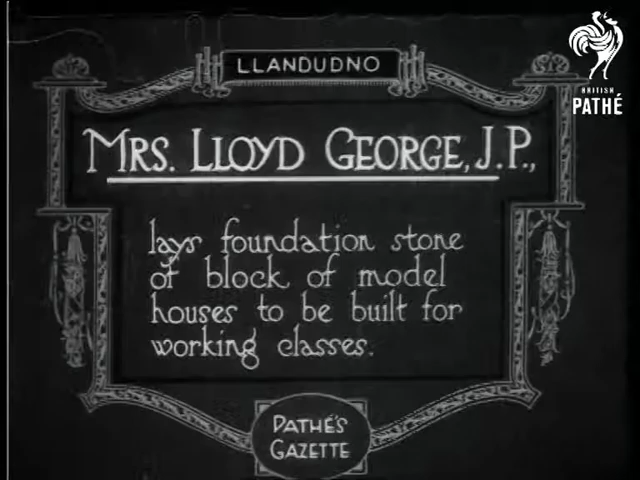 LLANDUDNO
BRITISH
PATHÉ
MRS. LLOYD GEORGE, J.P.,
lays foundation stone
of block of model
houses to be built for
working classes.
PATHÉ'S
GAZETTE